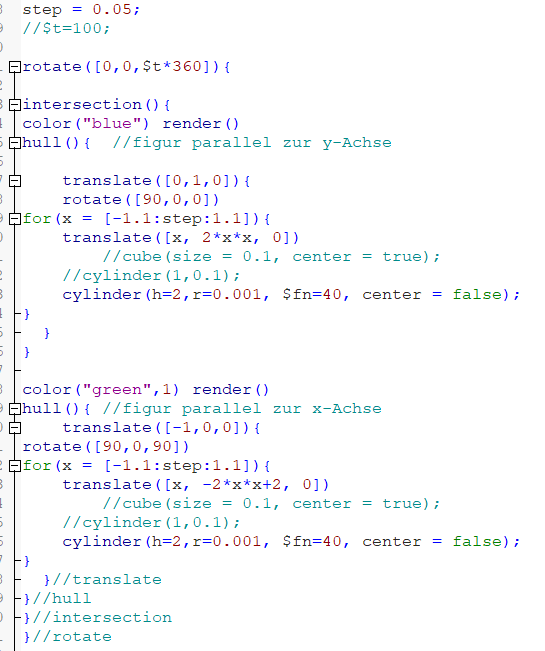 step = 0.05;
//$t=100;
rotate([0,0,$t*360]){
intersection(){
color("blue") render()
hull(){  //figur parallel zur y-Achse
translate([0,1,0]){
rotate([90,0,0])
for(x = [-1.1:step:1.1]){
translate([x, 2*x*x, 0])
//cube(size = 0.1, center = true);
//cylinder(1,0.1);
cylinder(h=2,r=0.001, $fn=40, center = false);
}
}
}
color("green",1) render()
hull(){ //figur parallel zur x-Achse
translate([-1,0,0]){
rotate([90,0,90])
for(x = [-1.1:step:1.1]){
translate([x, -2*x*x+2, 0])
//cube(size = 0.1, center = true);
//cylinder(1,0.1);
cylinder(h=2,r=0.001, $fn=40, center = false);
}
}//translate
}//hull
}//intersection
}//rotate